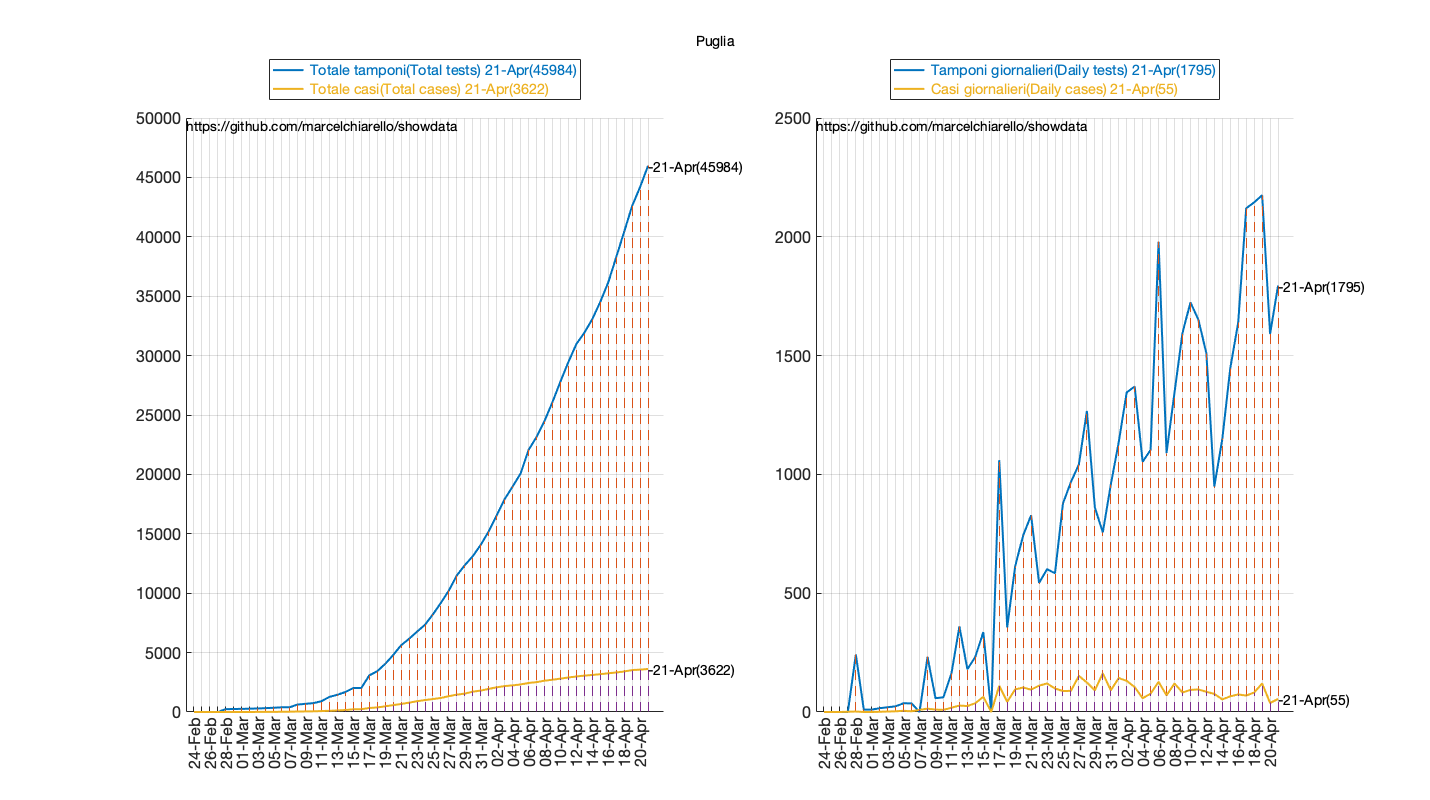 Puglia
Totale tamponi(Total tests) 21-Apr(45984)
Totale casi(Total cases) 21-Apr(3622)
50000
https://github.com/marcelchiarello/showdata
45000
40000
35000
30000
25000
20000
15000
10000
5000
0
21-Apr(45984)
21-Apr(3622)
24-Feb
26-Feb
28-Feb
01-Mar
03-Mar
05-Mar
07-Mar
09-Mar
11-Mar
13-Mar
15-Mar
17-Mar
19-Mar
21-Mar
23-Mar
25-Mar
27-Mar
29-Mar
31-Mar
02-Apr
04-Apr
06-Apr
08-Apr
10-Apr
12-Apr
14-Apr
16-Apr
18-Apr
20-Apr
Tamponi giornalieri(Daily tests) 21-Apr(1795)
Casi giornalieri(Daily cases) 21-Apr(55)
2500
https://github.com/marcelchiarello/showdata
2000
1500
1000
500
0
21-Apr(1795)
21-Apr(55)
24-Feb
26-Feb
28-Feb
01-Mar
03-Mar
05-Mar
07-Mar
09-Mar
11-Mar
13-Mar
15-Mar
17-Mar
19-Mar
21-Mar
23-Mar
25-Mar
27-Mar
29-Mar
31-Mar
02-Apr
04-Apr
06-Apr
08-Apr
10-Apr
12-Apr
14-Apr
16-Apr
18-Apr
20-Apr